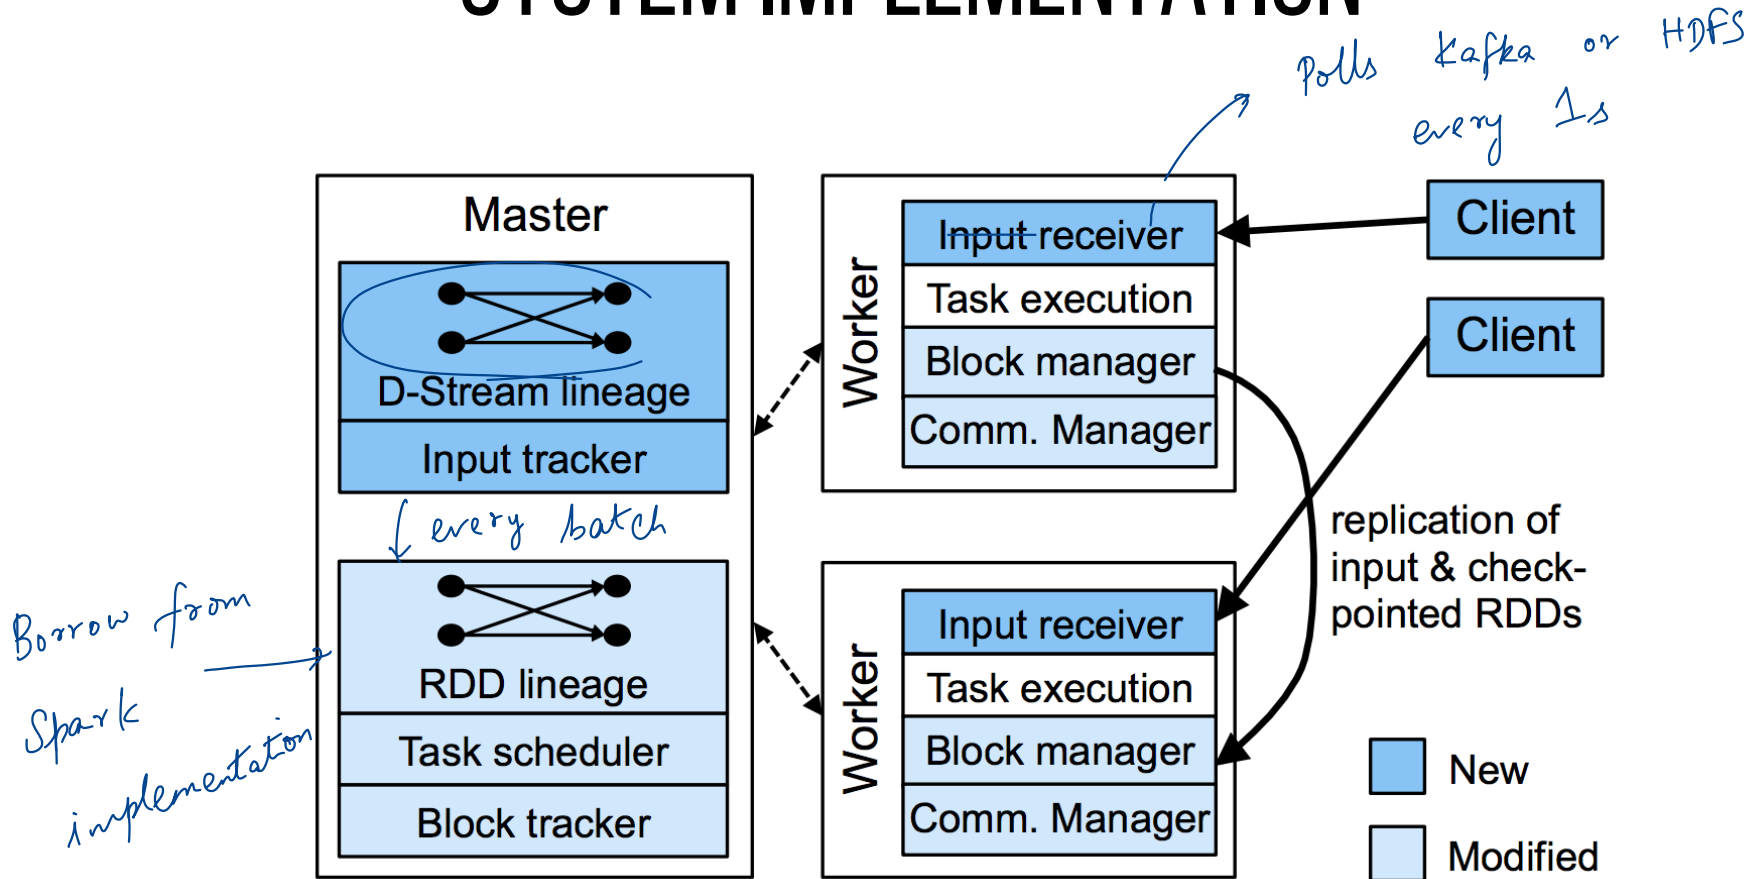 SYSTEM IMPLEMENTATION
Polls Kafka or HDFS
every 1s
Master
D-Stream lineage
Input tracker
every batch
RDD lineage
Task scheduler
Block tracker
Borrow from
Spark
implementation
Worker
Input receiver
Task execution
Block manager
Comm. Manager
Worker
Input receiver
Task execution
Block manager
Comm. Manager
Client
Client
replication of
input & check-
pointed RDDs
New
Modified